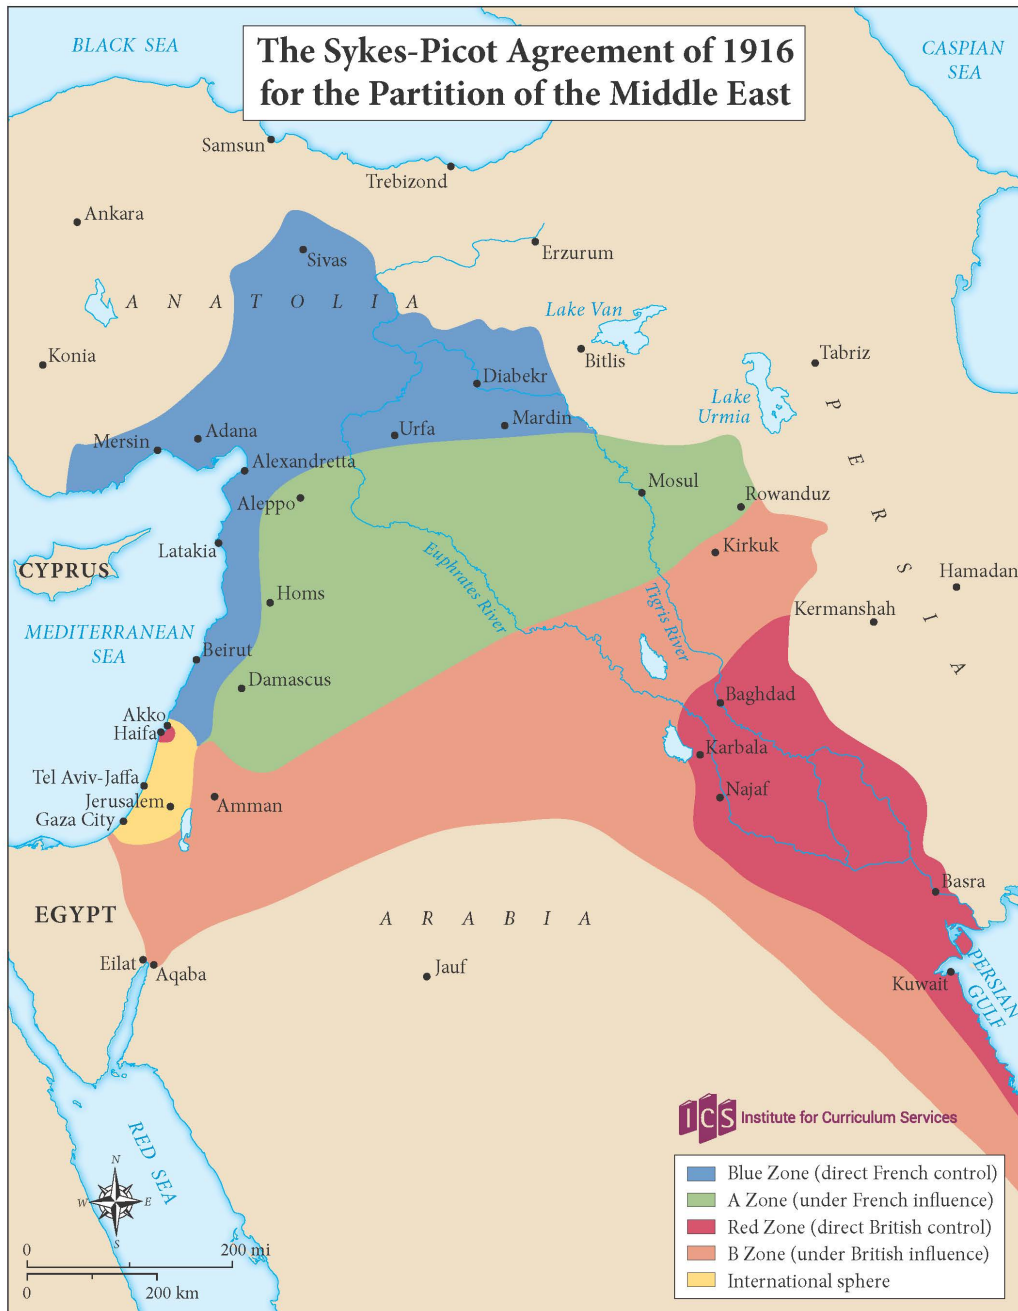 BLACK SEA
The Sykes-Picot Agreement of 1916
for the Partition of the Middle East
CASPIAN
SEA
Samsun
Trebizond
Ankara
Sivas
Erzurum
ANATOLIA
Lake Van
Konia
Bitlis
Tabriz
Diabekr
Lake
Urmia
PERSIA
Mersin
Adana
Urfa
Mardin
Alexandretta
Aleppo
Mosul
Rowanduz
Latakia
Kirkuk
CYPRUS
Euphrates River
Tigris River
Hamadan
Homs
Kermanshah
MEDITERRANEAN
SEA
Beirut
Damascus
Baghdad
Akko
Haifa
Karbala
Tel Aviv-Jaffa
Jerusalem
Gaza City
Amman
Najaf
Basra
EGYPT
ARABIA
Eilat
Aqaba
Jauf
Kuwait
PERSIAN
GULF
RED SEA
ICS Institute for Curriculum Services
N
W E
S
0 200 mi
0 200 km
Blue Zone (direct French control)
A Zone (under French influence)
Red Zone (direct British control)
B Zone (under British influence)
International sphere